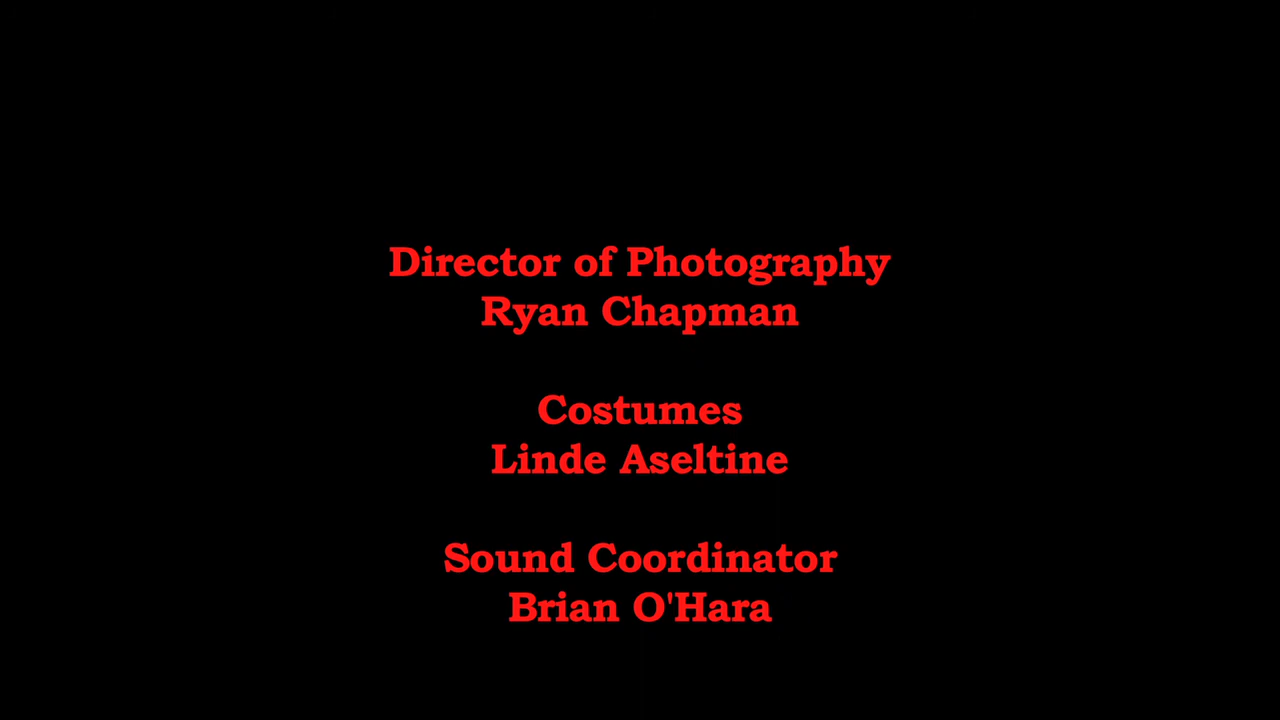 Director of Photography
Ryan Chapman
Costumes
Linde Aseltine
Sound Coordinator
Brian O'Hara